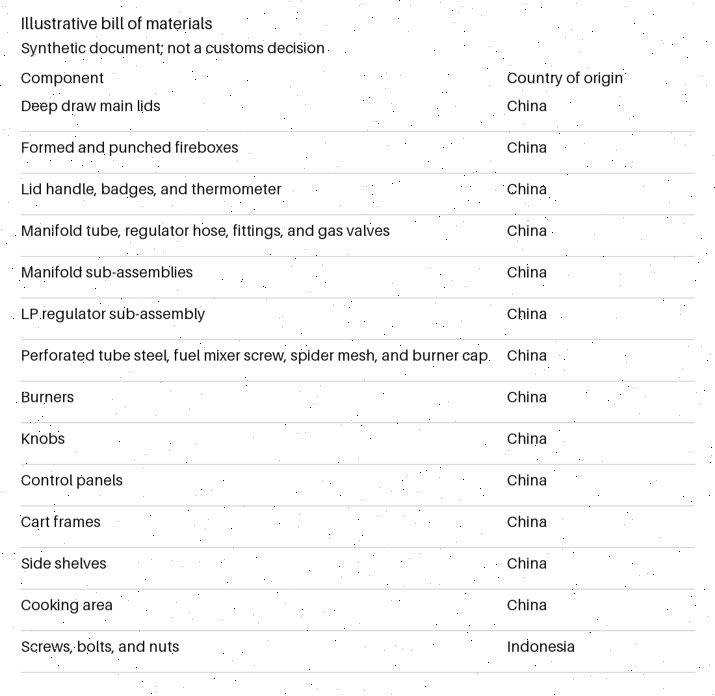 Illustrative bill of materials
Synthetic document; not a customs decision
Component Country of origin
Deep draw main lids China
Formed and punched fireboxes China
Lid handle, badges, and thermometer China
Manifold tube, regulator hose, fittings, and gas valves China
Manifold sub-assemblies China
LP regulator sub-assembly China
Perforated tube steel, fuel mixer screw, spider mesh, and burner cap China
Burners China
Knobs China
Control panels China
Cart frames China
Side shelves China
Cooking area China
Screws, bolts, and nuts Indonesia